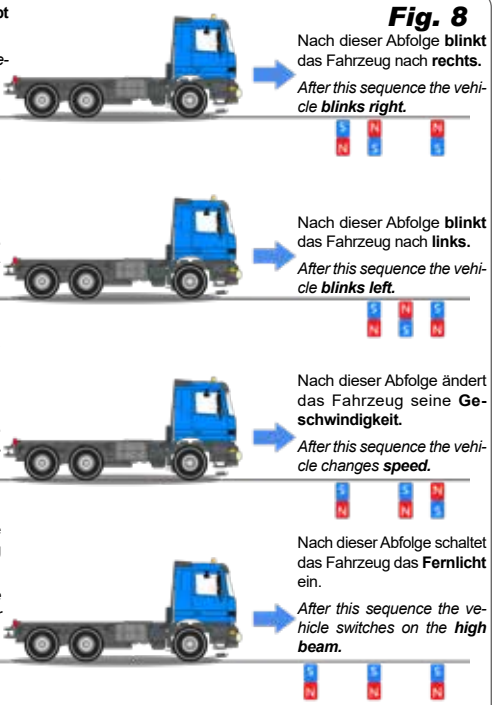 Fig. 8
pt
Nach dieser Abfolge blinkt
das Fahrzeug nach rechts.
e-
After this sequence the vehi-
cle blinks right.
S N N
N S S
Nach dieser Abfolge blinkt
das Fahrzeug nach links.
After this sequence the vehi-
cle blinks left.
S N S
N S N
Nach dieser Abfolge ändert
das Fahrzeug seine Ge-
schwindigkeit.
After this sequence the vehi-
cle changes speed.
S S N
N N S
Nach dieser Abfolge schaltet
das Fahrzeug das Fernlicht
ein.
After this sequence the ve-
hicle switches on the high
beam.
S S S
N N N